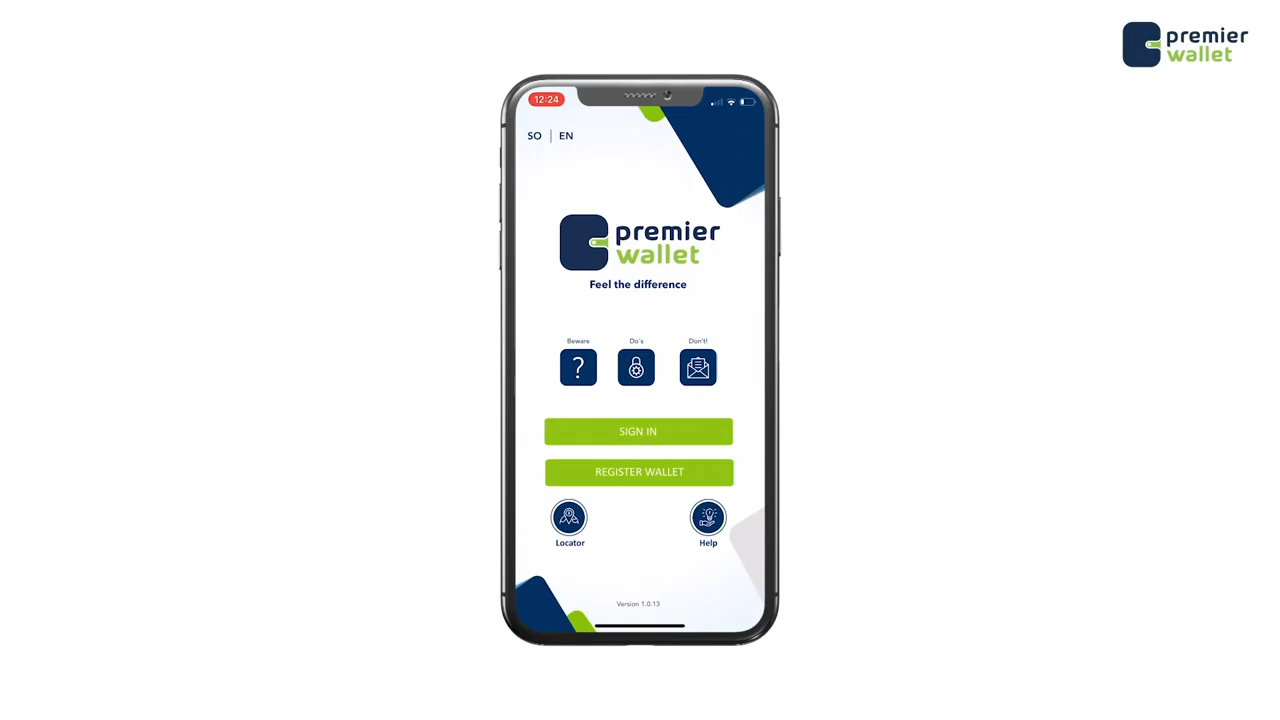 premier
wallet
12:24
SO | EN
premier
wallet
Feel the difference
Beware
Do's
Don't!
SIGN IN
REGISTER WALLET
Locator
Help
Version 1.0.13